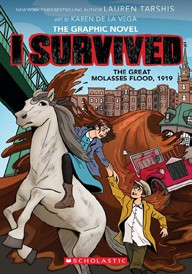 NEW YORK TIMES BESTSELLING AUTHOR LAUREN TARSHIS
ART BY KAREN DE LA VEGA
THE GRAPHIC NOVEL
I SURVIVED
THE GREAT
MOLASSES FLOOD, 1919
SCHOLASTIC